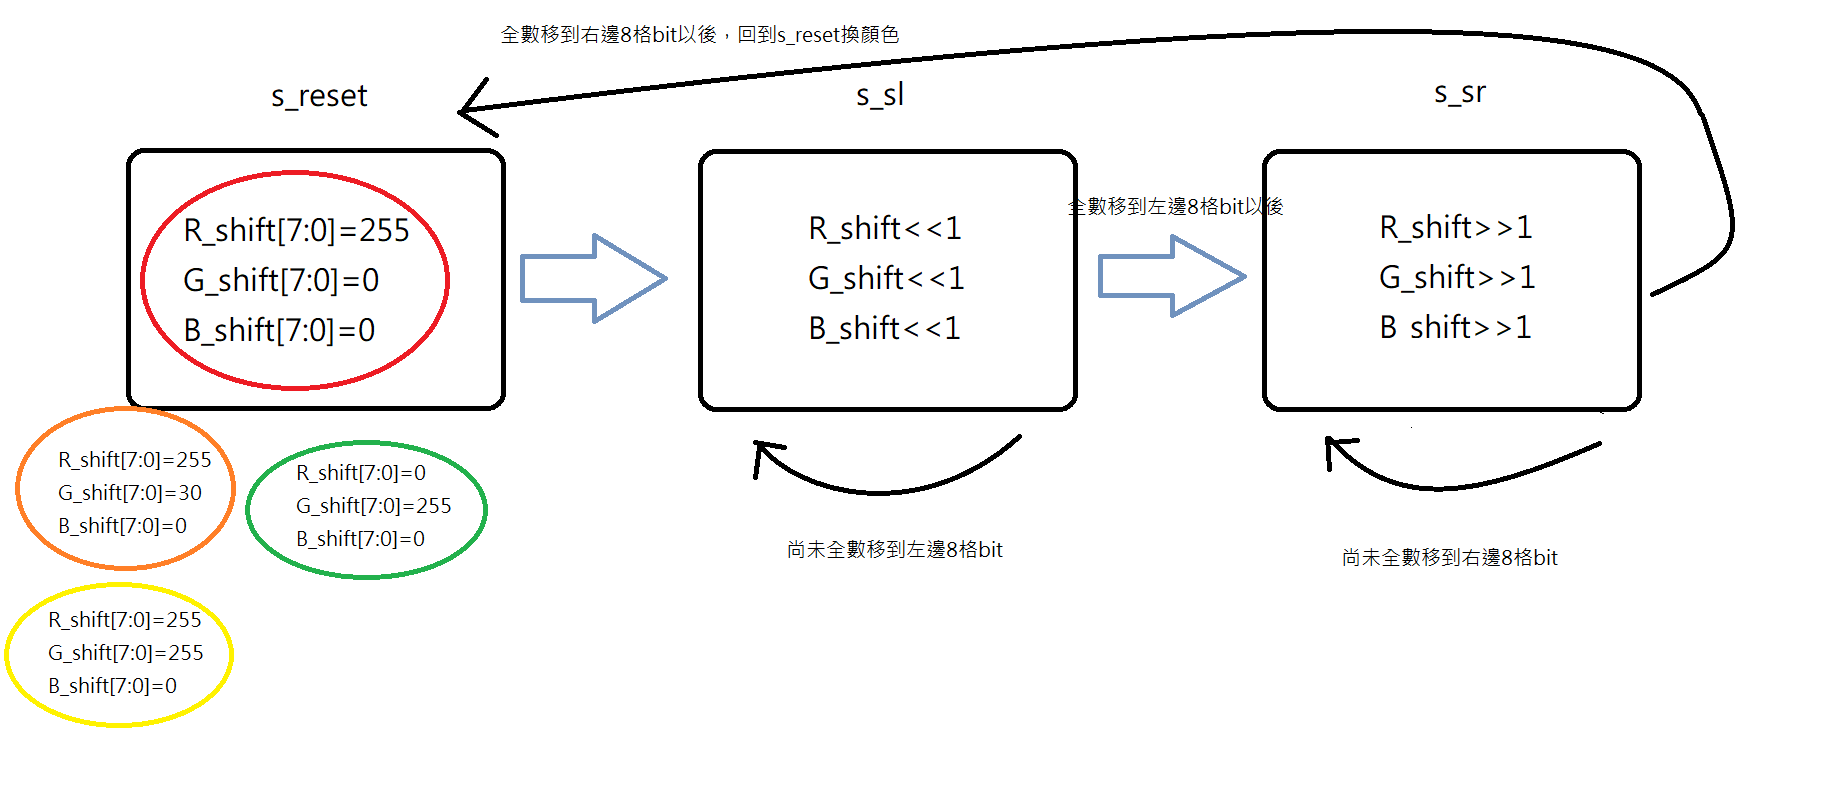 全數移到右邊8格bit以後，回到s_reset換顏色
s_reset
s_sl
s_sr
R_shift[7:0]=255
G_shift[7:0]=0
B_shift[7:0]=0
R_shift<<1
G_shift<<1
B_shift<<1
全數移到左邊8格bit以後
R_shift>>1
G_shift>>1
B shift>>1
R_shift[7:0]=255
G_shift[7:0]=30
B_shift[7:0]=0
R_shift[7:0]=0
G_shift[7:0]=255
B_shift[7:0]=0
尚未全數移到左邊8格bit
尚未全數移到右邊8格bit
R_shift[7:0]=255
G_shift[7:0]=255
B_shift[7:0]=0